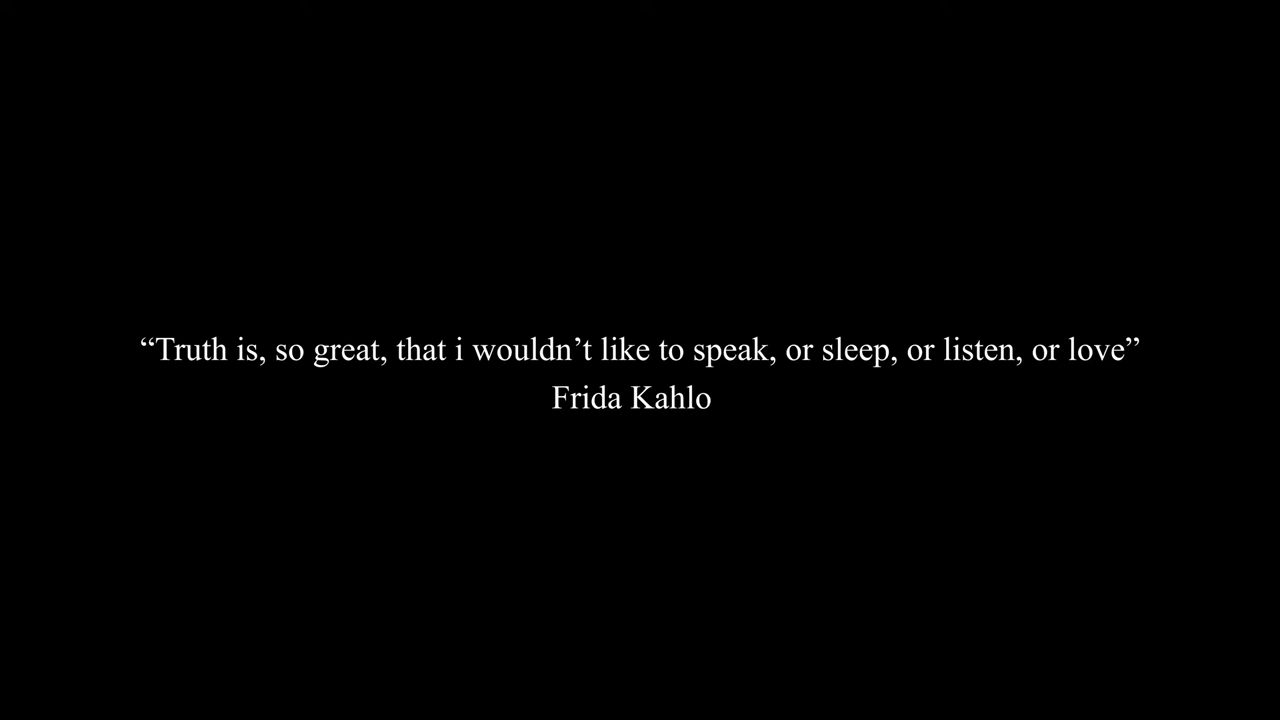 “Truth is, so great, that i wouldn’t like to speak, or sleep, or listen, or love”
Frida Kahlo